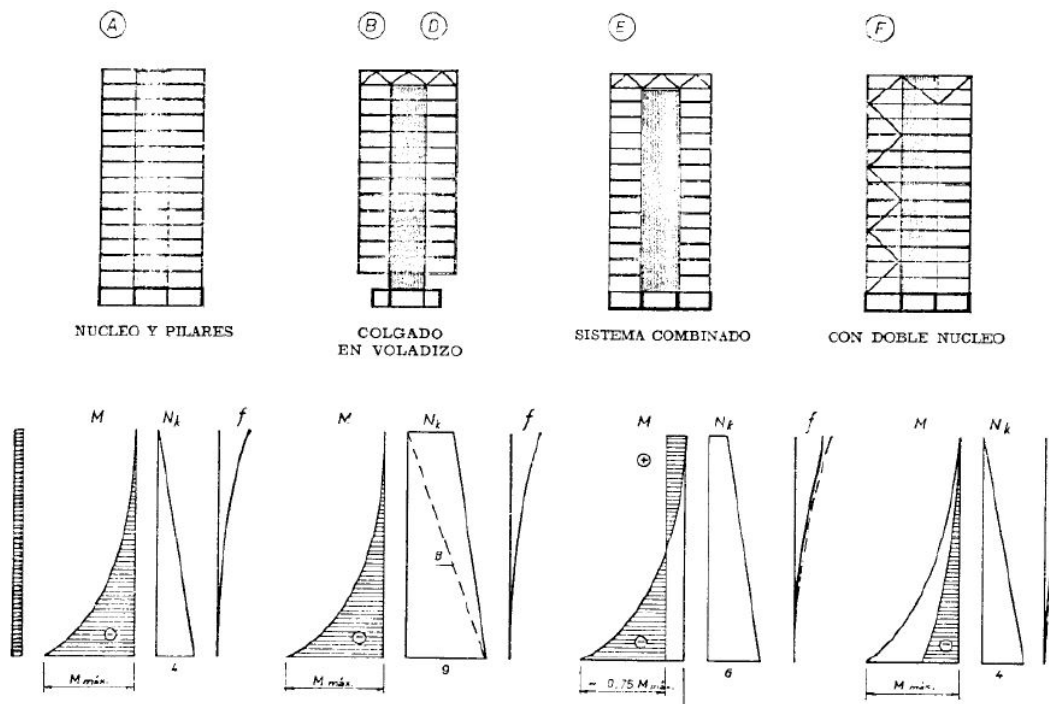 A B D E F
NUCLEO Y PILARES
COLGADO
EN VOLADIZO
SISTEMA COMBINADO
CON DOBLE NUCLEO
M Nk f
M Nk f
M Nk f
M Nk f
+
B
- - - -
4 9 6 4
M máx.
M máx.
~ 0,75 M máx.
M máx.